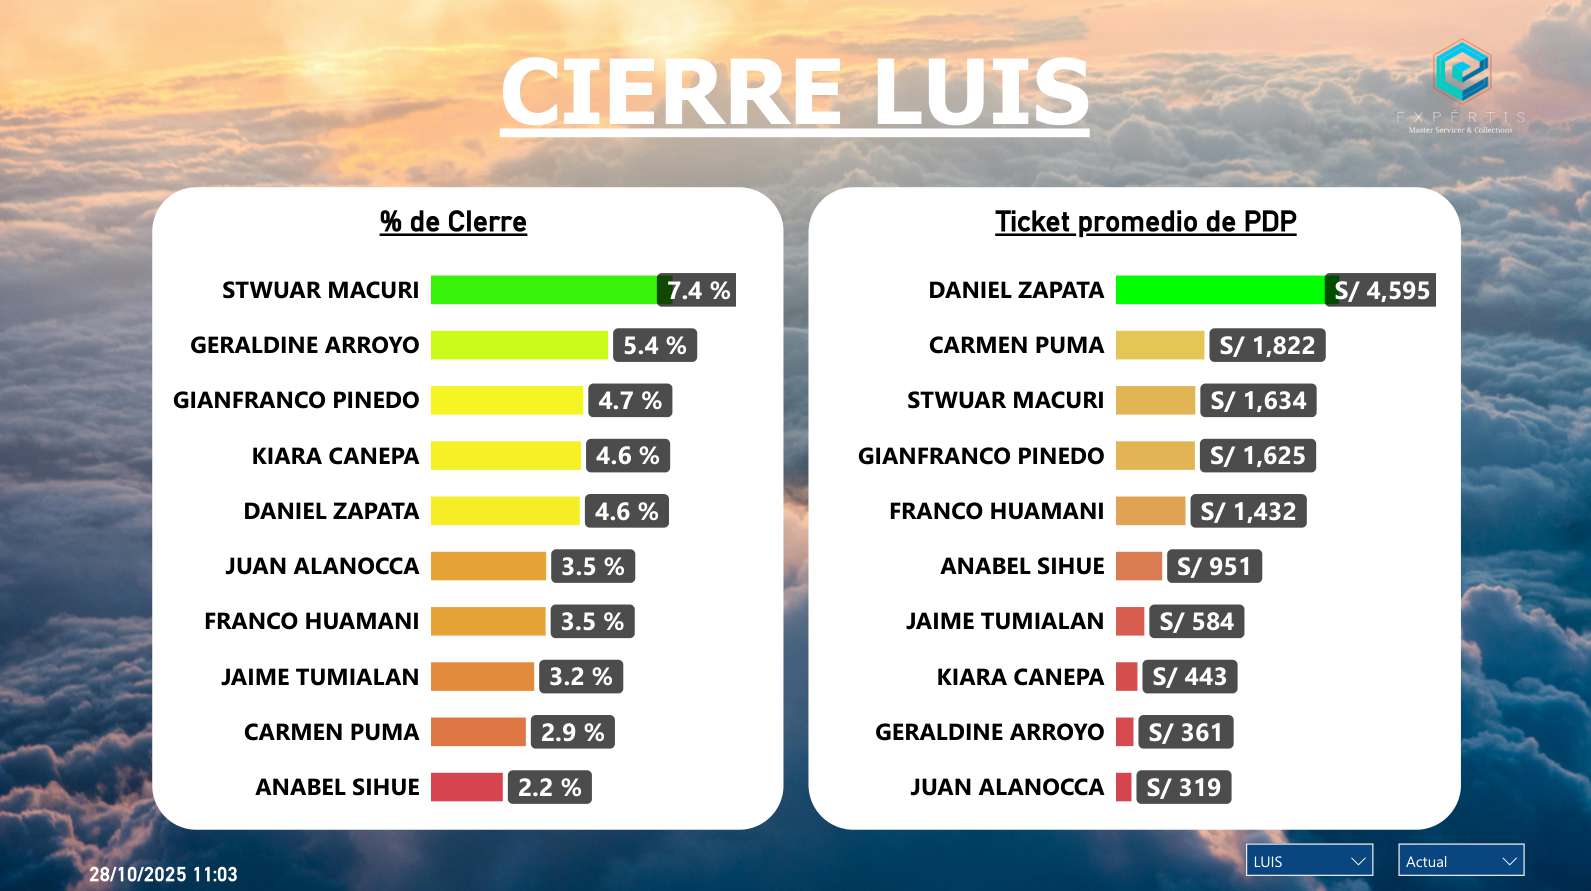 CIERRE LUIS
EXPERTIS
Master Servicer & Collections
% de CIerre
STWUAR MACURI 7.4 %
GERALDINE ARROYO 5.4 %
GIANFRANCO PINEDO 4.7 %
KIARA CANEPA 4.6 %
DANIEL ZAPATA 4.6 %
JUAN ALANOCCA 3.5 %
FRANCO HUAMANI 3.5 %
JAIME TUMIALAN 3.2 %
CARMEN PUMA 2.9 %
ANABEL SIHUE 2.2 %
Ticket promedio de PDP
DANIEL ZAPATA S/ 4,595
CARMEN PUMA S/ 1,822
STWUAR MACURI S/ 1,634
GIANFRANCO PINEDO S/ 1,625
FRANCO HUAMANI S/ 1,432
ANABEL SIHUE S/ 951
JAIME TUMIALAN S/ 584
KIARA CANEPA S/ 443
GERALDINE ARROYO S/ 361
JUAN ALANOCCA S/ 319
28/10/2025 11:03
LUIS
Actual